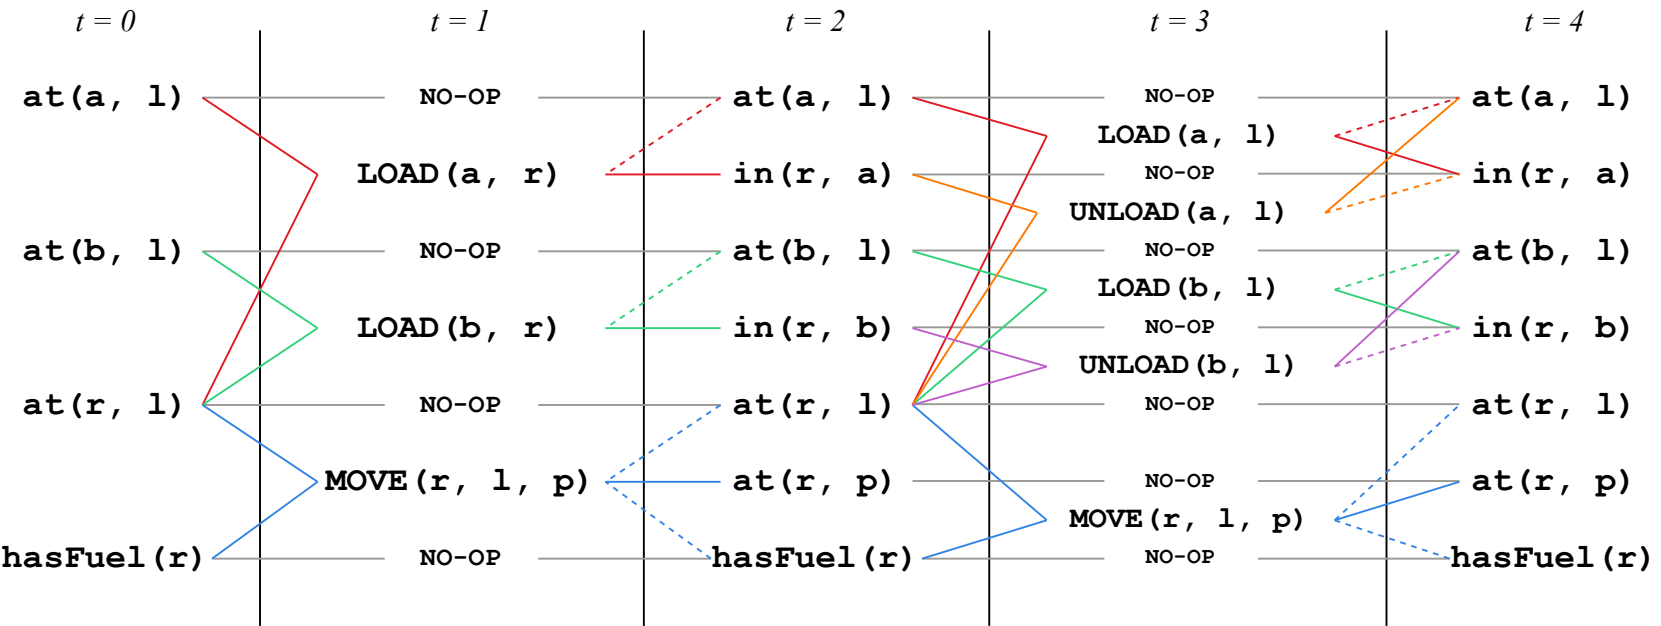 t = 0 t = 1 t = 2 t = 3 t = 4
at(a, l) NO-OP at(a, l) NO-OP at(a, l)
LOAD(a, l)
LOAD(a, r) in(r, a) NO-OP in(r, a)
UNLOAD(a, l)
at(b, l) NO-OP at(b, l) NO-OP at(b, l)
LOAD(b, l)
LOAD(b, r) in(r, b) NO-OP in(r, b)
UNLOAD(b, l)
at(r, l) NO-OP at(r, l) NO-OP at(r, l)
MOVE(r, l, p) at(r, p) NO-OP at(r, p)
MOVE(r, l, p)
hasFuel(r) NO-OP hasFuel(r) NO-OP hasFuel(r)